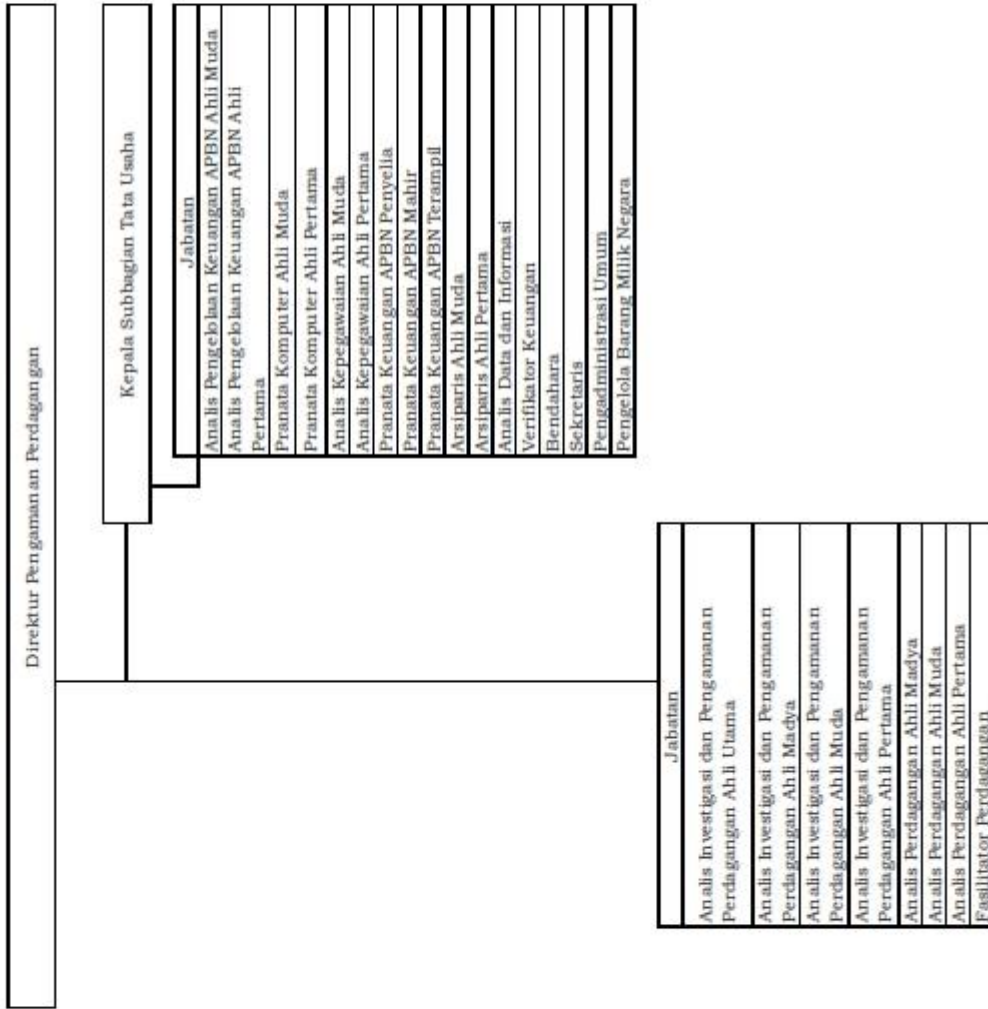 Direktur Pengamanan Perdagangan
Kepala Subbagian Tata Usaha
Jabatan
Analis Pengelolaan Keuangan APBN Ahli Muda
Analis Pengelolaan Keuangan APBN Ahli
Pertama
Pranata Komputer Ahli Muda
Pranata Komputer Ahli Pertama
Analis Kepegawaian Ahli Muda
Analis Kepegawaian Ahli Pertama
Pranata Keuangan APBN Penyelia
Pranata Keuangan APBN Mahir
Pranata Keuangan APBN Terampil
Arsiparis Ahli Muda
Arsiparis Ahli Pertama
Analis Data dan Informasi
Verifikator Keuangan
Bendahara
Sekretaris
Pengadministrasi Umum
Pengelola Barang Milik Negara
Jabatan
Analis Investigasi dan Pengamanan
Perdagangan Ahli Utama
Analis Investigasi dan Pengamanan
Perdagangan Ahli Madya
Analis Investigasi dan Pengamanan
Perdagangan Ahli Muda
Analis Investigasi dan Pengamanan
Perdagangan Ahli Pertama
Analis Perdagangan Ahli Madya
Analis Perdagangan Ahli Muda
Analis Perdagangan Ahli Pertama
Fasilitator Perdagangan